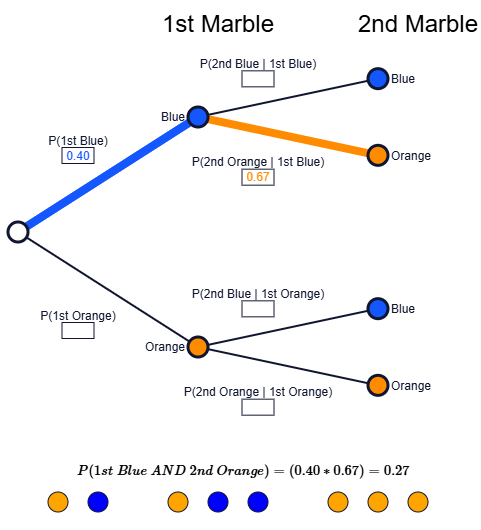 1st Marble 2nd Marble
P(2nd Blue | 1st Blue)
Blue
Blue
P(1st Blue)
0.40
P(2nd Orange | 1st Blue)
0.67
Orange
P(2nd Blue | 1st Orange)
Blue
P(1st Orange)
Orange
P(2nd Orange | 1st Orange)
Orange
P(1st Blue AND 2nd Orange) = (0.40 * 0.67) = 0.27